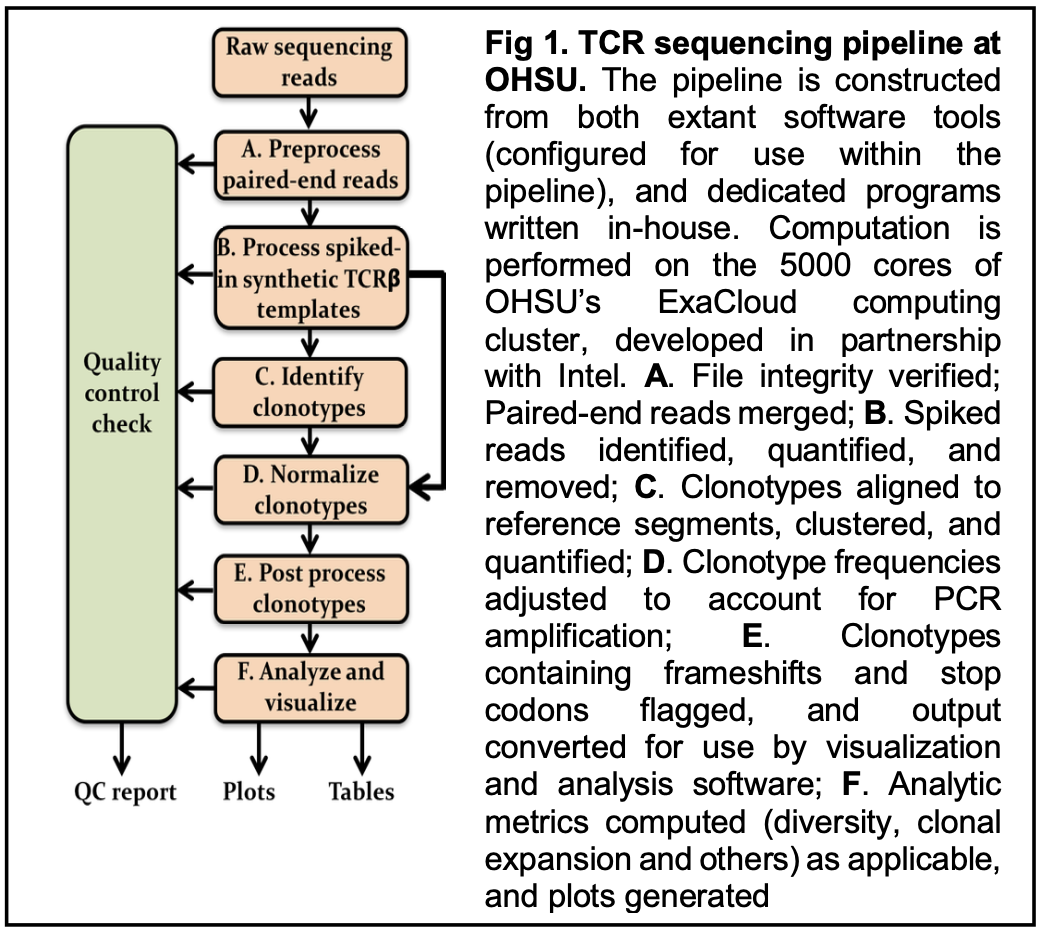 Raw sequencing
reads
A. Preprocess
paired-end reads
B. Process spiked-
in synthetic TCRβ
templates
C. Identify
clonotypes
D. Normalize
clonotypes
E. Post process
clonotypes
F. Analyze and
visualize
Quality
control
check
QC report
Plots
Tables
Fig 1. TCR sequencing pipeline at
OHSU. The pipeline is constructed
from both extant software tools
(configured for use within the
pipeline), and dedicated programs
written in-house. Computation is
performed on the 5000 cores of
OHSU’s ExaCloud computing
cluster, developed in partnership
with Intel. A. File integrity verified;
Paired-end reads merged; B. Spiked
reads identified, quantified, and
removed; C. Clonotypes aligned to
reference segments, clustered, and
quantified; D. Clonotype frequencies
adjusted to account for PCR
amplification; E. Clonotypes
containing frameshifts and stop
codons flagged, and output
converted for use by visualization
and analysis software; F. Analytic
metrics computed (diversity, clonal
expansion and others) as applicable,
and plots generated